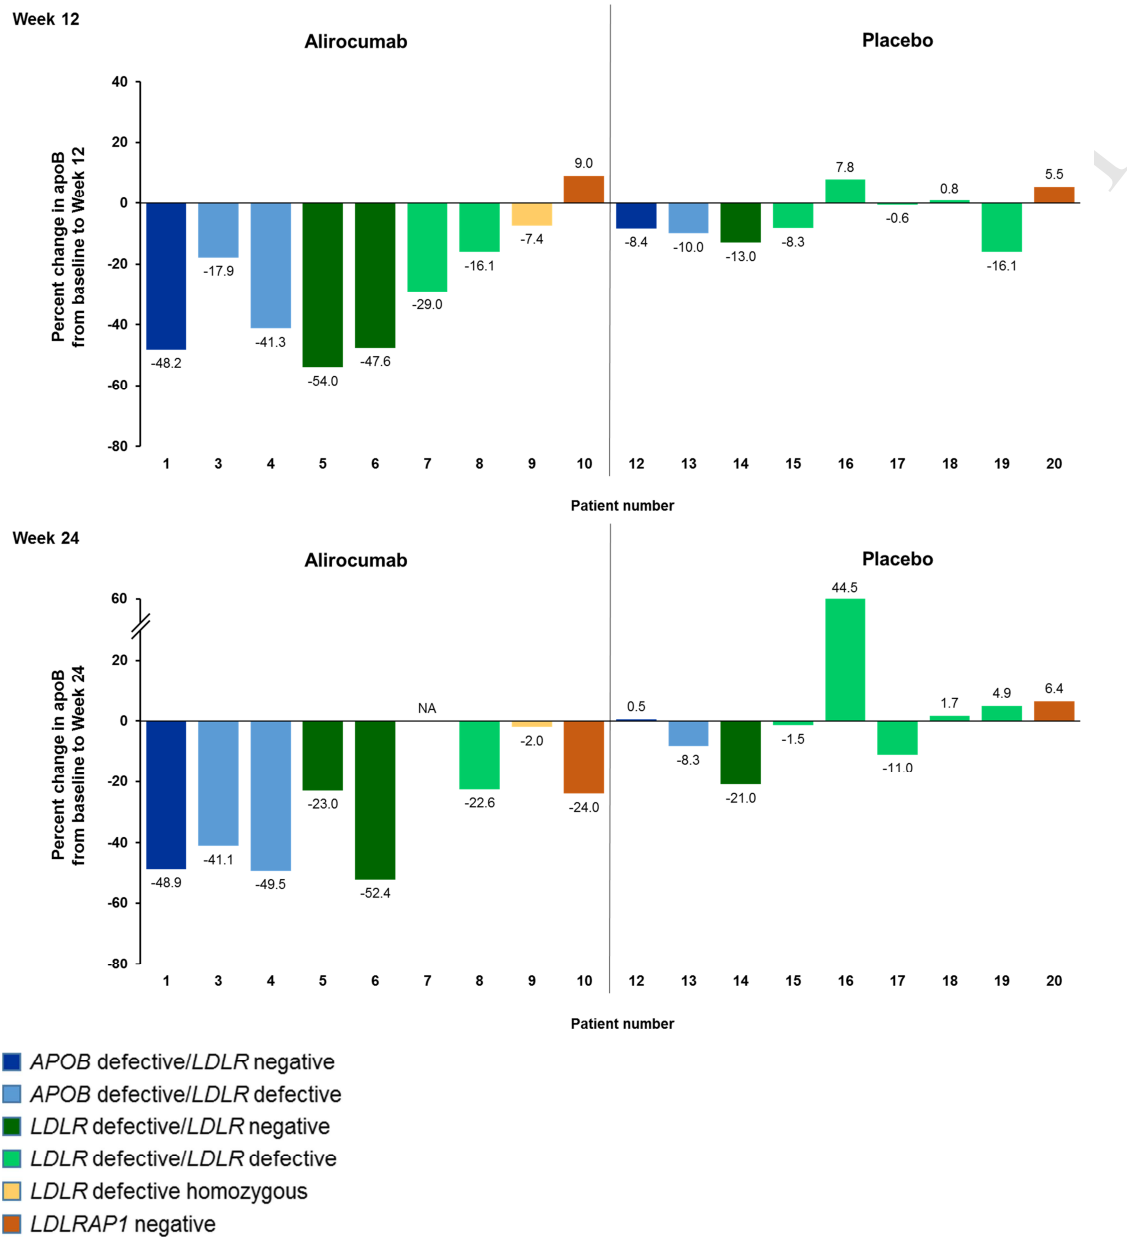 Week 12
Alirocumab
Placebo
Percent change in apoB
from baseline to Week 12
40
20
0
-20
-40
-60
-80
-48.2
-17.9
-41.3
-54.0
-47.6
-29.0
-16.1
-7.4
9.0
-8.4
-10.0
-13.0
-8.3
7.8
-0.6
0.8
-16.1
5.5
1 3 4 5 6 7 8 9 10 12 13 14 15 16 17 18 19 20
Patient number
Week 24
Alirocumab
Placebo
Percent change in apoB
from baseline to Week 24
60
20
0
-20
-40
-60
-80
-48.9
-41.1
-49.5
-23.0
-52.4
NA
-22.6
-2.0
-24.0
0.5
-8.3
-21.0
-1.5
44.5
-11.0
1.7
4.9
6.4
1 3 4 5 6 7 8 9 10 12 13 14 15 16 17 18 19 20
Patient number
APOB defective/LDLR negative
APOB defective/LDLR defective
LDLR defective/LDLR negative
LDLR defective/LDLR defective
LDLR defective homozygous
LDLRAP1 negative